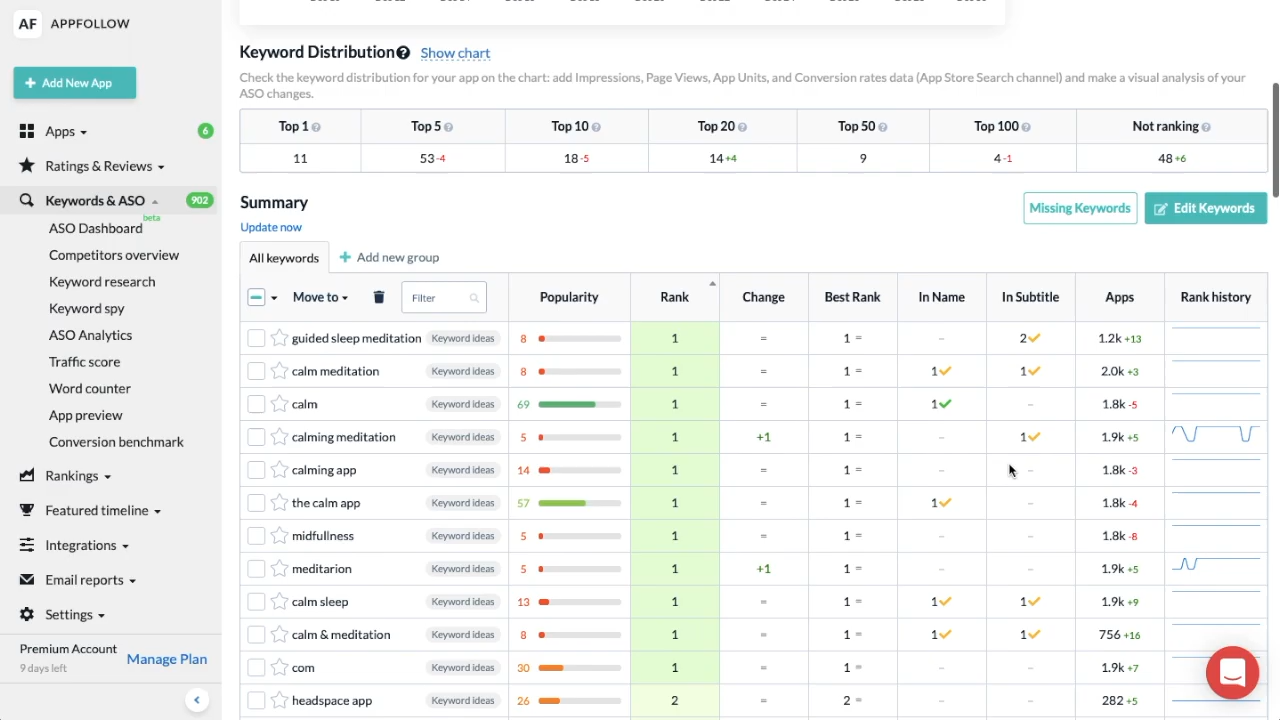 AF APPFOLLOW
+ Add New App
Apps 6
Ratings & Reviews
Keywords & ASO 902
ASO Dashboard beta
Competitors overview
Keyword research
Keyword spy
ASO Analytics
Traffic score
Word counter
App preview
Conversion benchmark
Rankings
Featured timeline
Integrations
Email reports
Settings
Premium Account
9 days left
Manage Plan
Keyword Distribution Show chart
Check the keyword distribution for your app on the chart: add Impressions, Page Views, App Units, and Conversion rates data (App Store Search channel) and make a visual analysis of your
ASO changes.
Top 1 Top 5 Top 10 Top 20 Top 50 Top 100 Not ranking
11 53 -4 18 -5 14 +4 9 4 -1 48 +6
Summary
Update now
Missing Keywords Edit Keywords
All keywords + Add new group
Move to Filter Popularity Rank Change Best Rank In Name In Subtitle Apps Rank history
guided sleep meditation Keyword ideas 8 1 = 1 = – 2 1.2k +13
calm meditation Keyword ideas 8 1 = 1 = 1 1 2.0k +3
calm Keyword ideas 69 1 = 1 = 1 – 1.8k -5
calming meditation Keyword ideas 5 1 +1 1 = – 1 1.9k +5
calming app Keyword ideas 14 1 = 1 = – – 1.8k -3
the calm app Keyword ideas 57 1 = 1 = 1 – 1.8k -4
midfullness Keyword ideas 5 1 = 1 = – – 1.8k -8
meditarion Keyword ideas 5 1 +1 1 = – – 1.9k +5
calm sleep Keyword ideas 13 1 = 1 = 1 1 1.9k +9
calm & meditation Keyword ideas 8 1 = 1 = 1 1 756 +16
com Keyword ideas 30 1 = 1 = – – 1.9k +7
headspace app Keyword ideas 26 2 = 2 = – – 282 +5